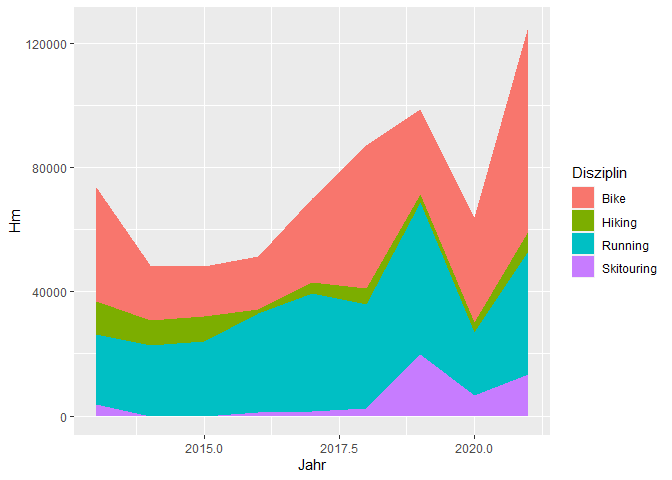 120000
80000
40000
0
Hm
2015.0
2017.5
2020.0
Jahr
Disziplin
Bike
Hiking
Running
Skitouring